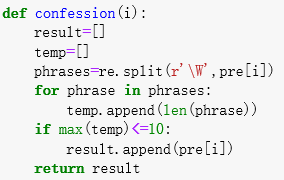 def confession(i):
    result=[]
    temp=[]
    phrases=re.split(r'\W',pre[i])
    for phrase in phrases:
        temp.append(len(phrase))
    if max(temp)<=10:
        result.append(pre[i])
    return result